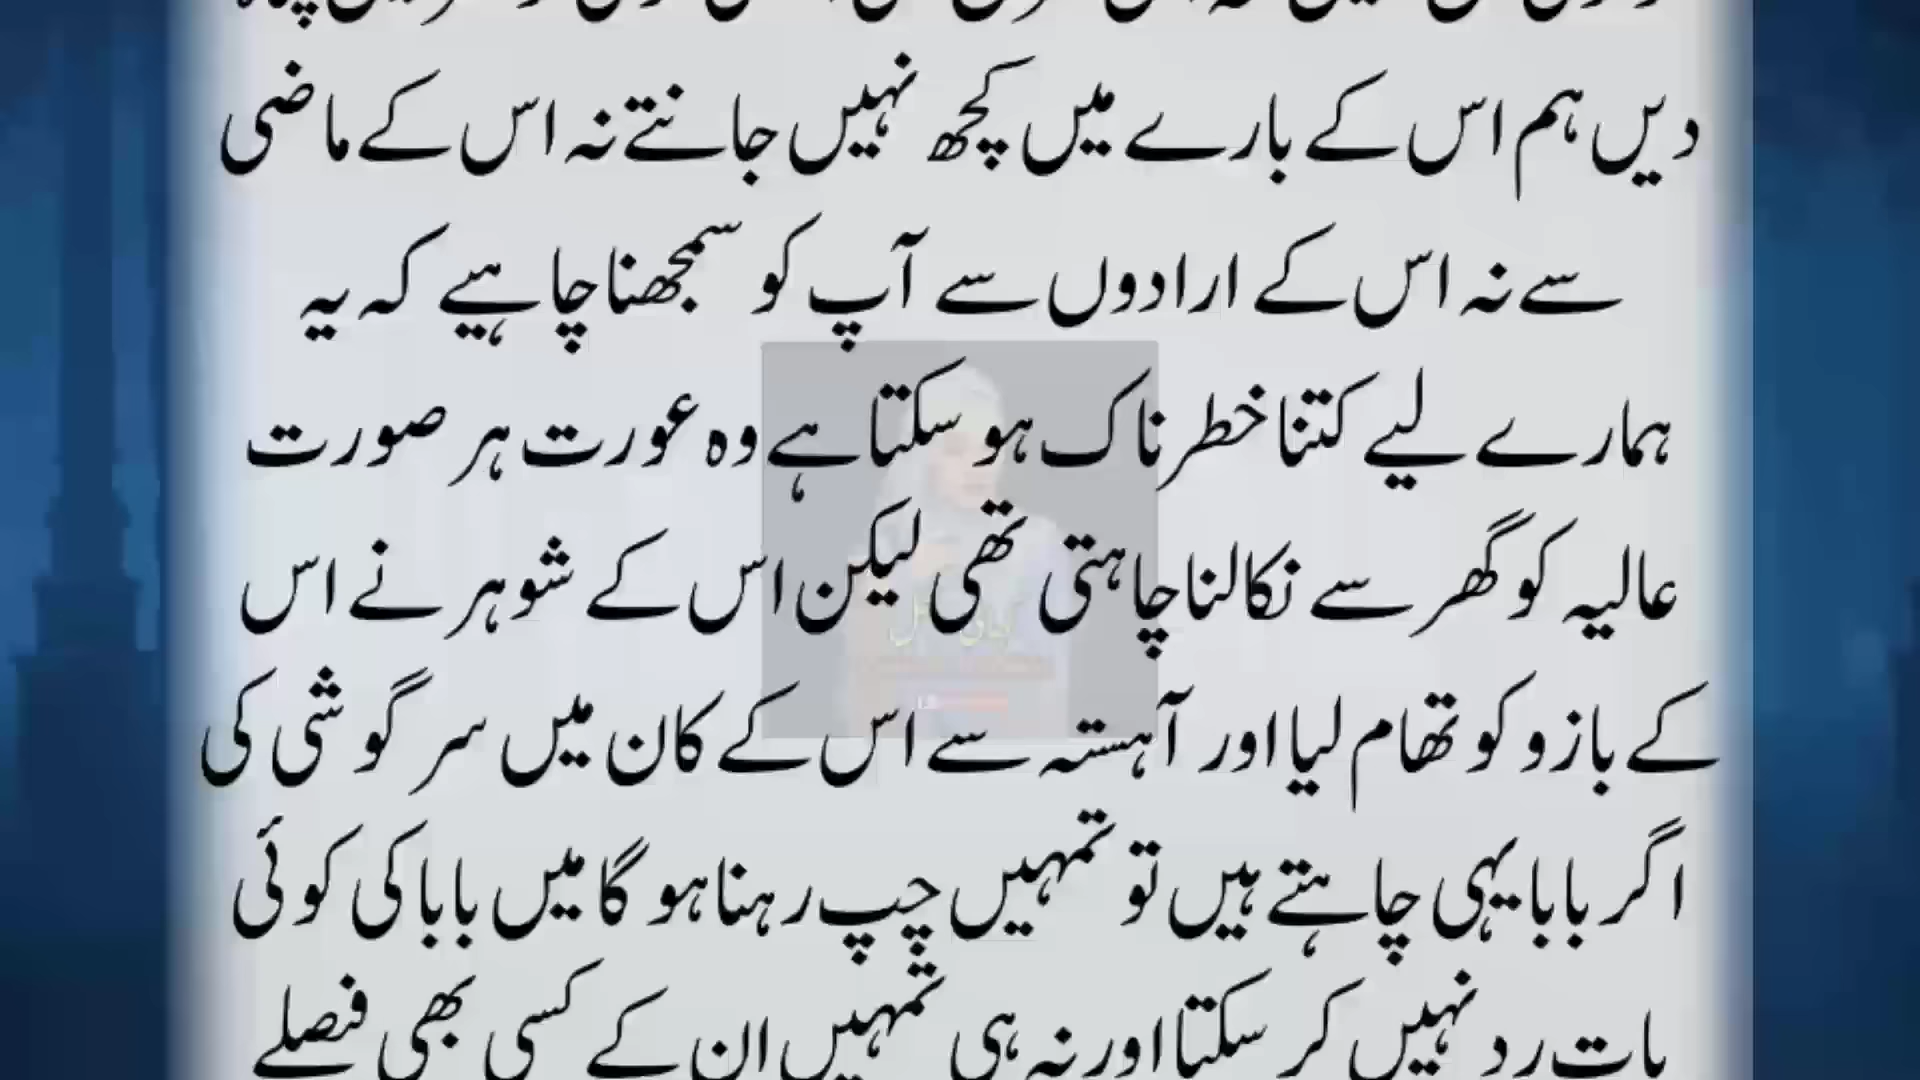 دیں ہم اس کے بارے میں کچھ نہیں جانتے نہ اس کے ماضی
سے نہ اس کے ارادوں سے آپ کو سمجھنا چاہیے کہ یہ
ہمارے لیے کتنا خطرناک ہو سکتا ہے وہ عورت ہر صورت
عالیہ کو گھر سے نکالنا چاہتی تھی لیکن اس کے شوہر نے اس
کے بازو کو تھام لیا اور آہستہ سے اس کے کان میں سرگوشی کی
اگر بابا یہی چاہتے ہیں تو تمہیں چپ رہنا ہو گا میں بابا کی کوئی
بات رد نہیں کر سکتا اور نہ ہی تمہیں ان کے کسی بھی فصلے